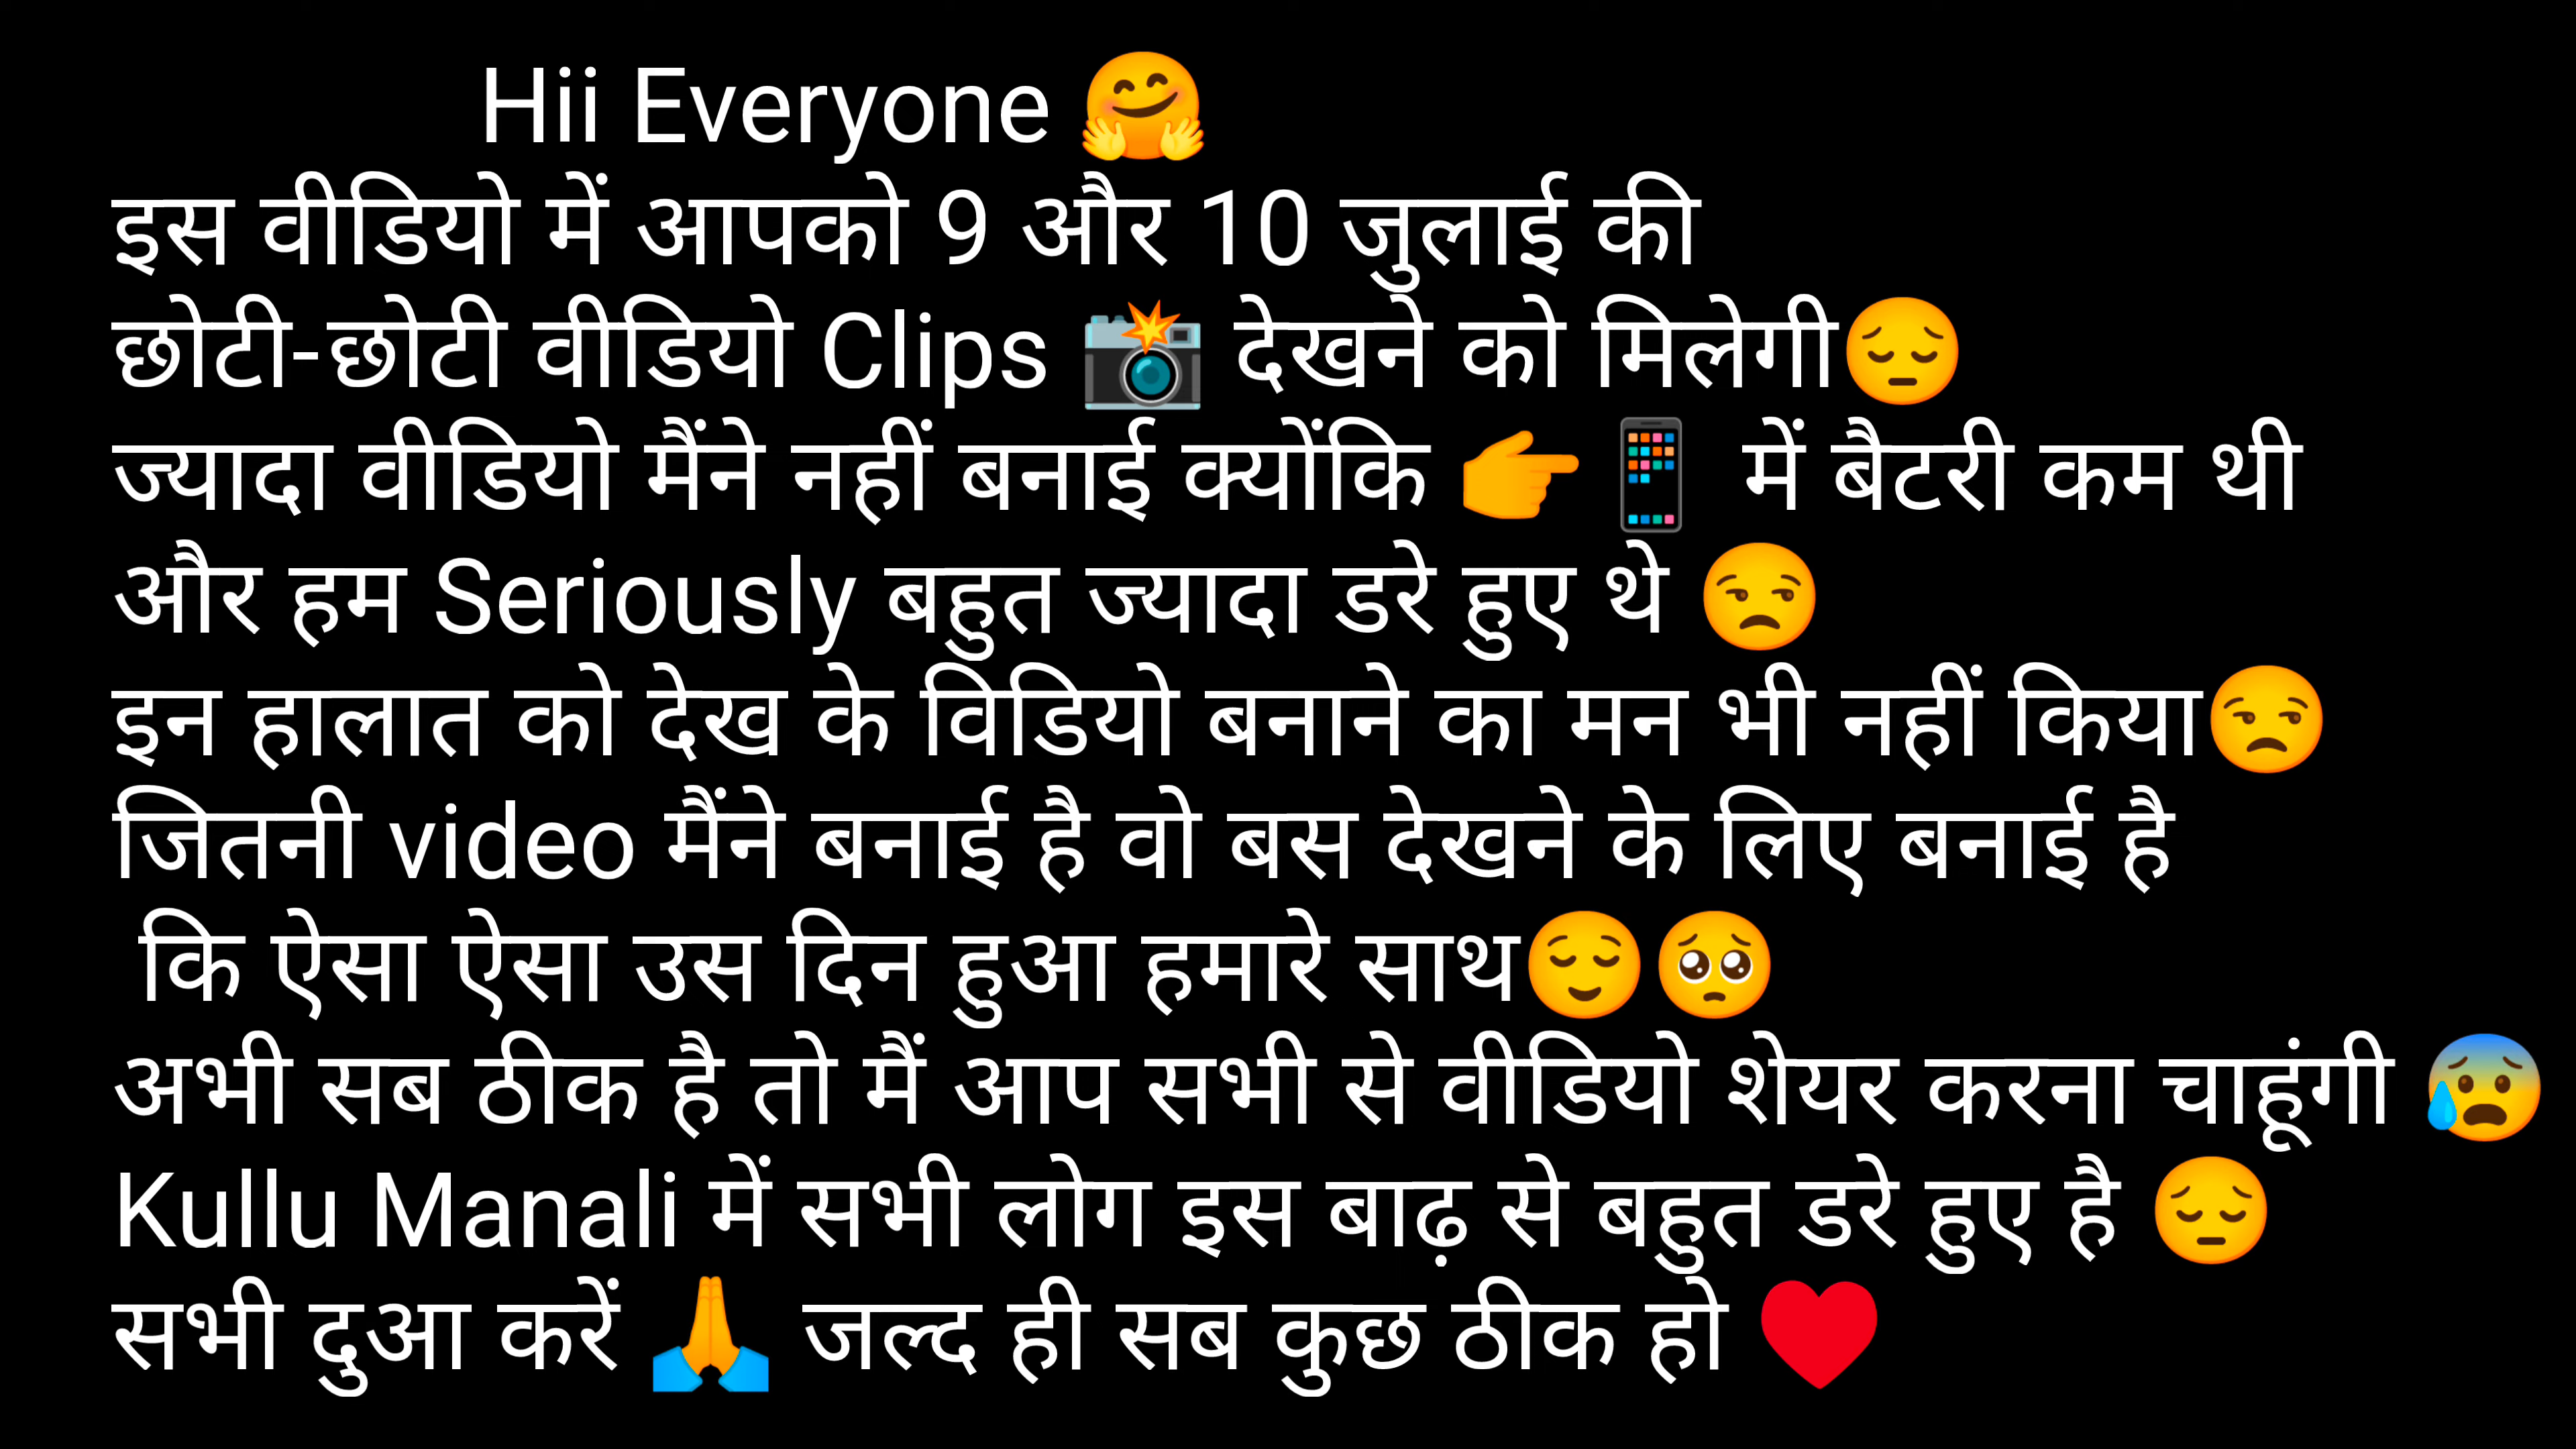 Hii Everyone 🤗
इस वीडियो में आपको 9 और 10 जुलाई की
छोटी-छोटी वीडियो Clips 📸 देखने को मिलेगी😔
ज्यादा वीडियो मैंने नहीं बनाई क्योंकि 👉📱 में बैटरी कम थी
और हम Seriously बहुत ज्यादा डरे हुए थे 😒
इन हालात को देख के विडियो बनाने का मन भी नहीं किया😒
जितनी video मैंने बनाई है वो बस देखने के लिए बनाई है
कि ऐसा ऐसा उस दिन हुआ हमारे साथ😌🥺
अभी सब ठीक है तो मैं आप सभी से वीडियो शेयर करना चाहूंगी 😰
Kullu Manali में सभी लोग इस बाढ़ से बहुत डरे हुए है 😔
सभी दुआ करें 🙏 जल्द ही सब कुछ ठीक हो ♥️